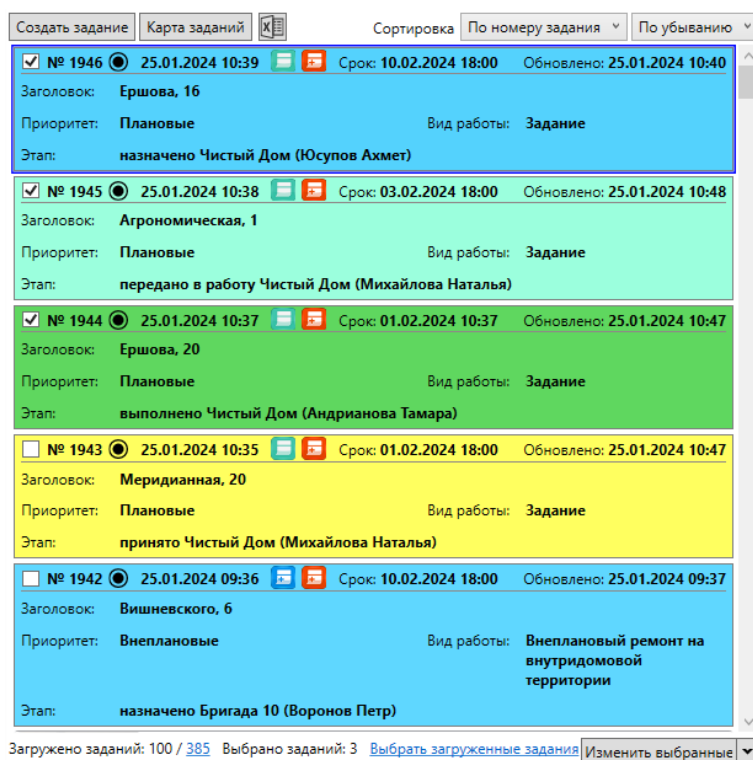 Создать задание Карта заданий Сортировка По номеру задания По убыванию
№ 1946 25.01.2024 10:39 Срок: 10.02.2024 18:00 Обновлено: 25.01.2024 10:40
Заголовок: Ершова, 16
Приоритет: Плановые Вид работы: Задание
Этап: назначено Чистый Дом (Юсупов Ахмет)
№ 1945 25.01.2024 10:38 Срок: 03.02.2024 18:00 Обновлено: 25.01.2024 10:48
Заголовок: Агрономическая, 1
Приоритет: Плановые Вид работы: Задание
Этап: передано в работу Чистый Дом (Михайлова Наталья)
№ 1944 25.01.2024 10:37 Срок: 01.02.2024 10:37 Обновлено: 25.01.2024 10:47
Заголовок: Ершова, 20
Приоритет: Плановые Вид работы: Задание
Этап: выполнено Чистый Дом (Андрианова Тамара)
№ 1943 25.01.2024 10:35 Срок: 01.02.2024 18:00 Обновлено: 25.01.2024 10:47
Заголовок: Меридианная, 20
Приоритет: Плановые Вид работы: Задание
Этап: принято Чистый Дом (Михайлова Наталья)
№ 1942 25.01.2024 09:36 Срок: 10.02.2024 18:00 Обновлено: 25.01.2024 09:37
Заголовок: Вишневского, 6
Приоритет: Внеплановые Вид работы: Внеплановый ремонт на
внутридомовой
территории
Этап: назначено Бригада 10 (Воронов Петр)
Загружено заданий: 100 / 385 Выбрано заданий: 3 Выбрать загруженные задания Изменить выбранные